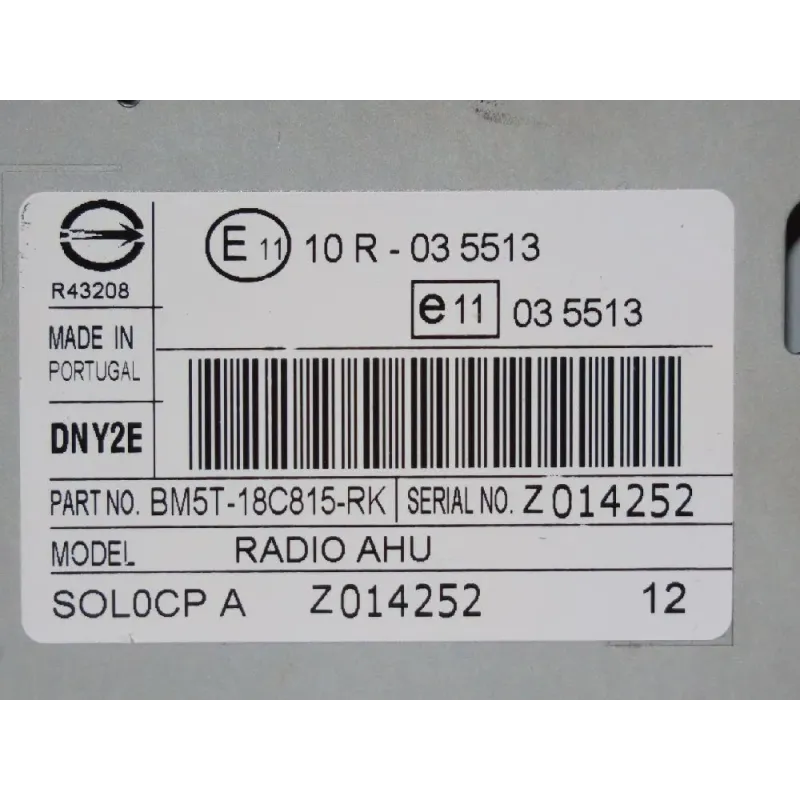 E 11 10 R - 03 5513
e 11 03 5513
R43208
MADE IN
PORTUGAL
DNY2E
PART NO. BM5T-18C815-RK SERIAL NO. Z014252
MODEL RADIO AHU
SOL0CP A Z014252 12